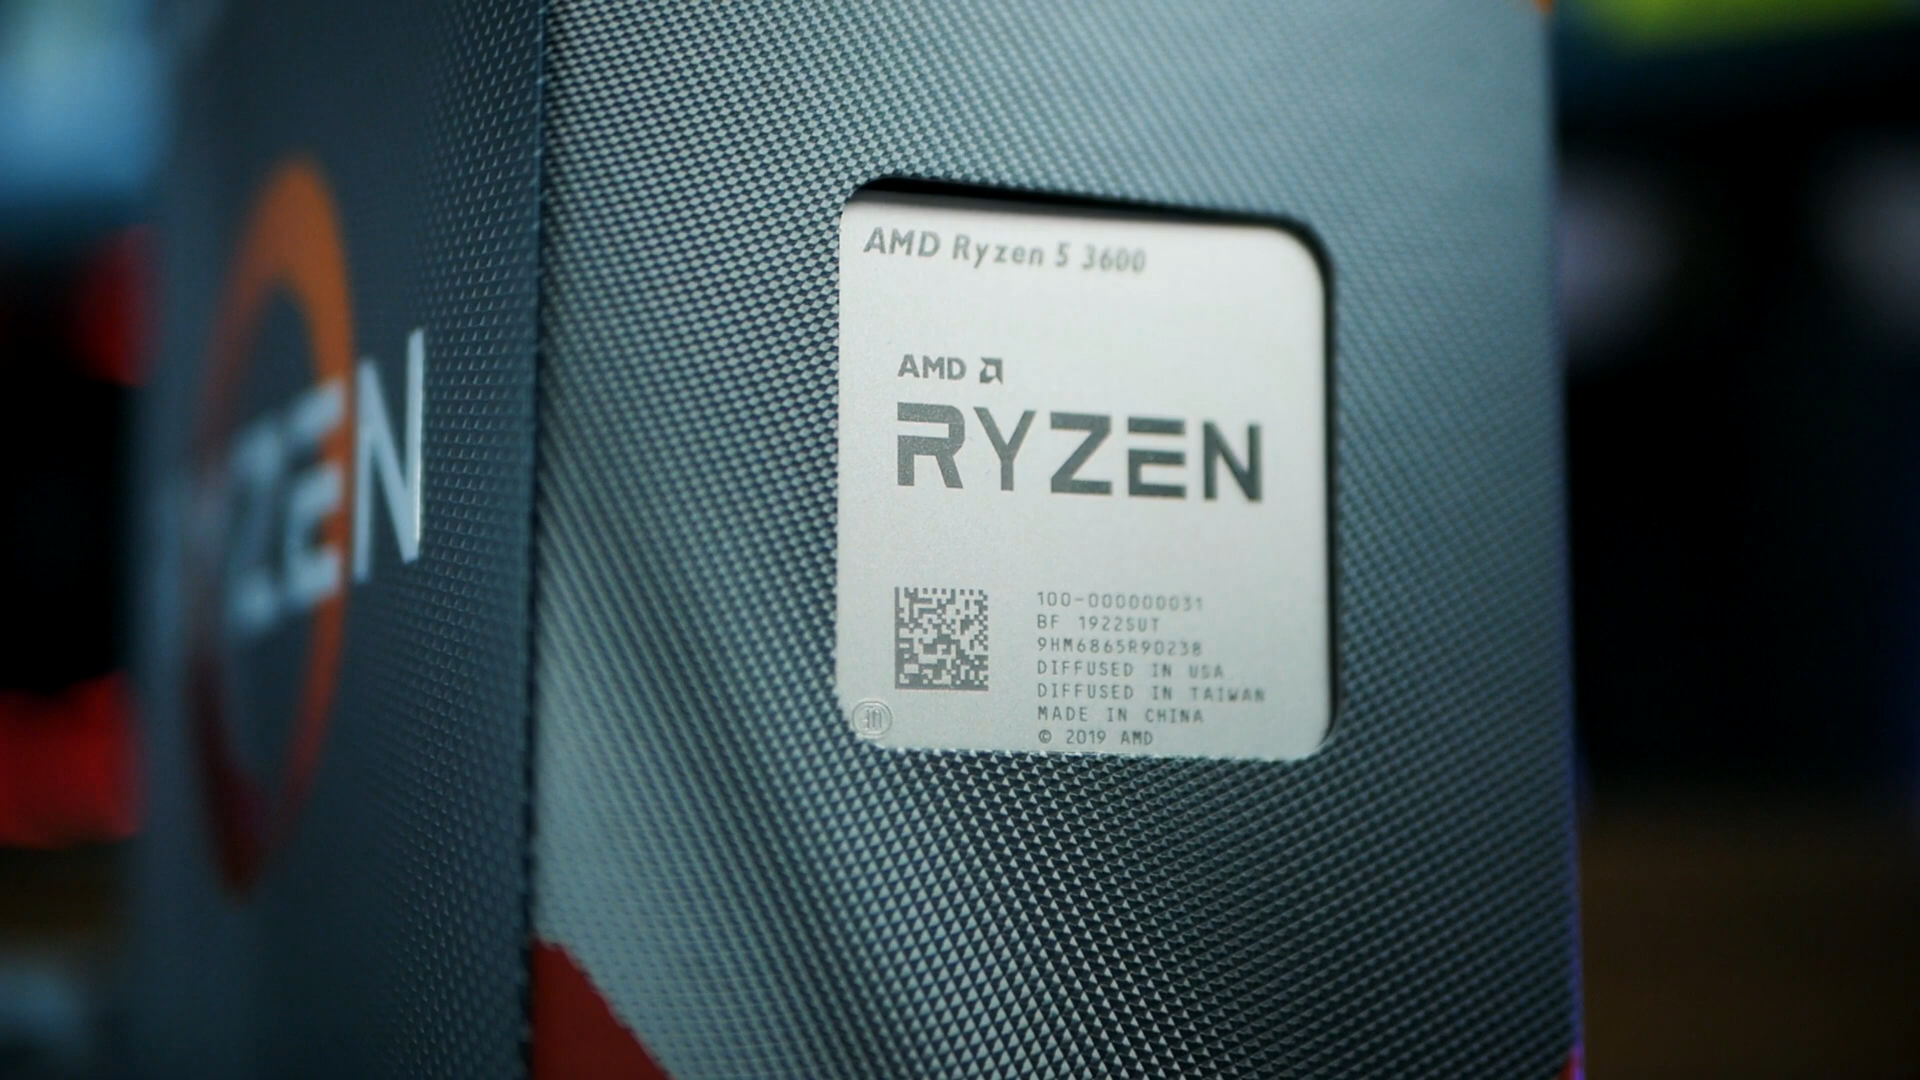 ZEN
AMD Ryzen 5 3600
AMD
RYZEN
100-000000031
BF 1922SUT
9HM6865R90238
DIFFUSED IN USA
DIFFUSED IN TAIWAN
MADE IN CHINA
© 2019 AMD